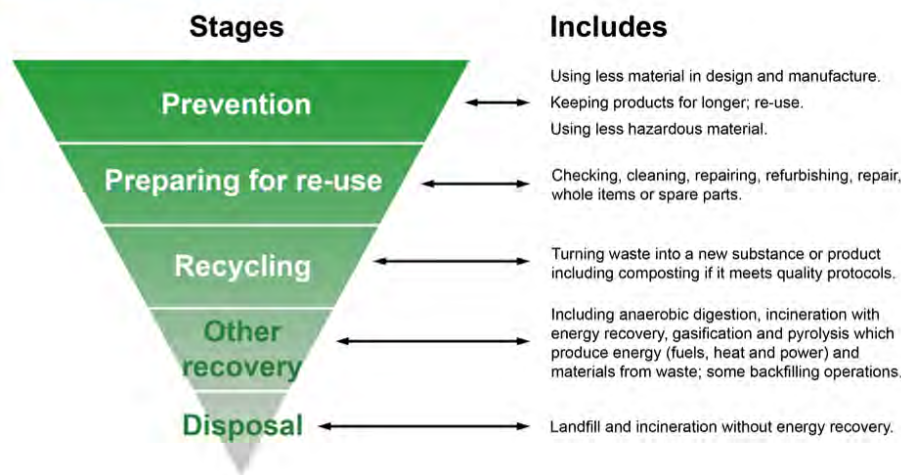 Stages
Includes
Prevention
Using less material in design and manufacture.
Keeping products for longer; re-use.
Using less hazardous material.
Preparing for re-use
Checking, cleaning, repairing, refurbishing, repair,
whole items or spare parts.
Recycling
Turning waste into a new substance or product
including composting if it meets quality protocols.
Other
recovery
Including anaerobic digestion, incineration with
energy recovery, gasification and pyrolysis which
produce energy (fuels, heat and power) and
materials from waste; some backfilling operations.
Disposal
Landfill and incineration without energy recovery.